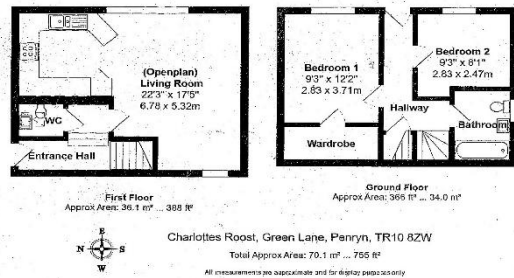 (Openplan)
Living Room
22'3" x 17'5"
6.78 x 5.32m
WC
Entrance Hall
First Floor
Approx Area: 36.1 m² ... 388 ft²
Bedroom 1
9'3" x 12'2"
2.83 x 3.71m
Bedroom 2
9'3" x 8'1"
2.83 x 2.47m
Hallway
Bathroom
Wardrobe
Ground Floor
Approx Area: 366 ft² ... 34.0 m²
N
E
S
W
Charlottes Roost, Green Lane, Penryn, TR10 8ZW
Total Approx Area: 70.1 m² ... 755 ft²
All measurements are approximate and for display purposes only